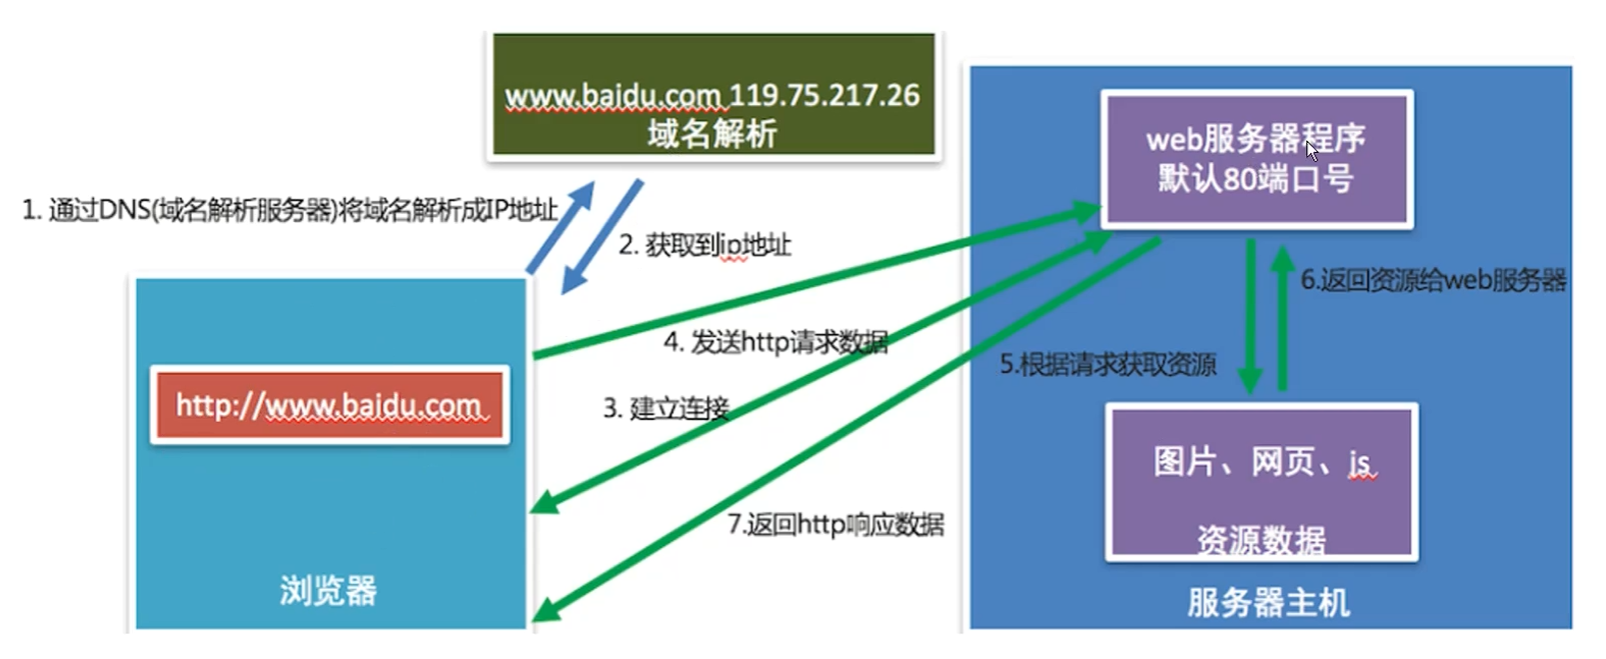 www.baidu.com 119.75.217.26
域名解析
web服务器程序
默认80端口号
1. 通过DNS(域名解析服务器)将域名解析成IP地址
2. 获取到ip地址
6.返回资源给web服务器
4. 发送http请求数据
5.根据请求获取资源
http://www.baidu.com
3. 建立连接
图片、网页、js
7.返回http响应数据
资源数据
浏览器
服务器主机